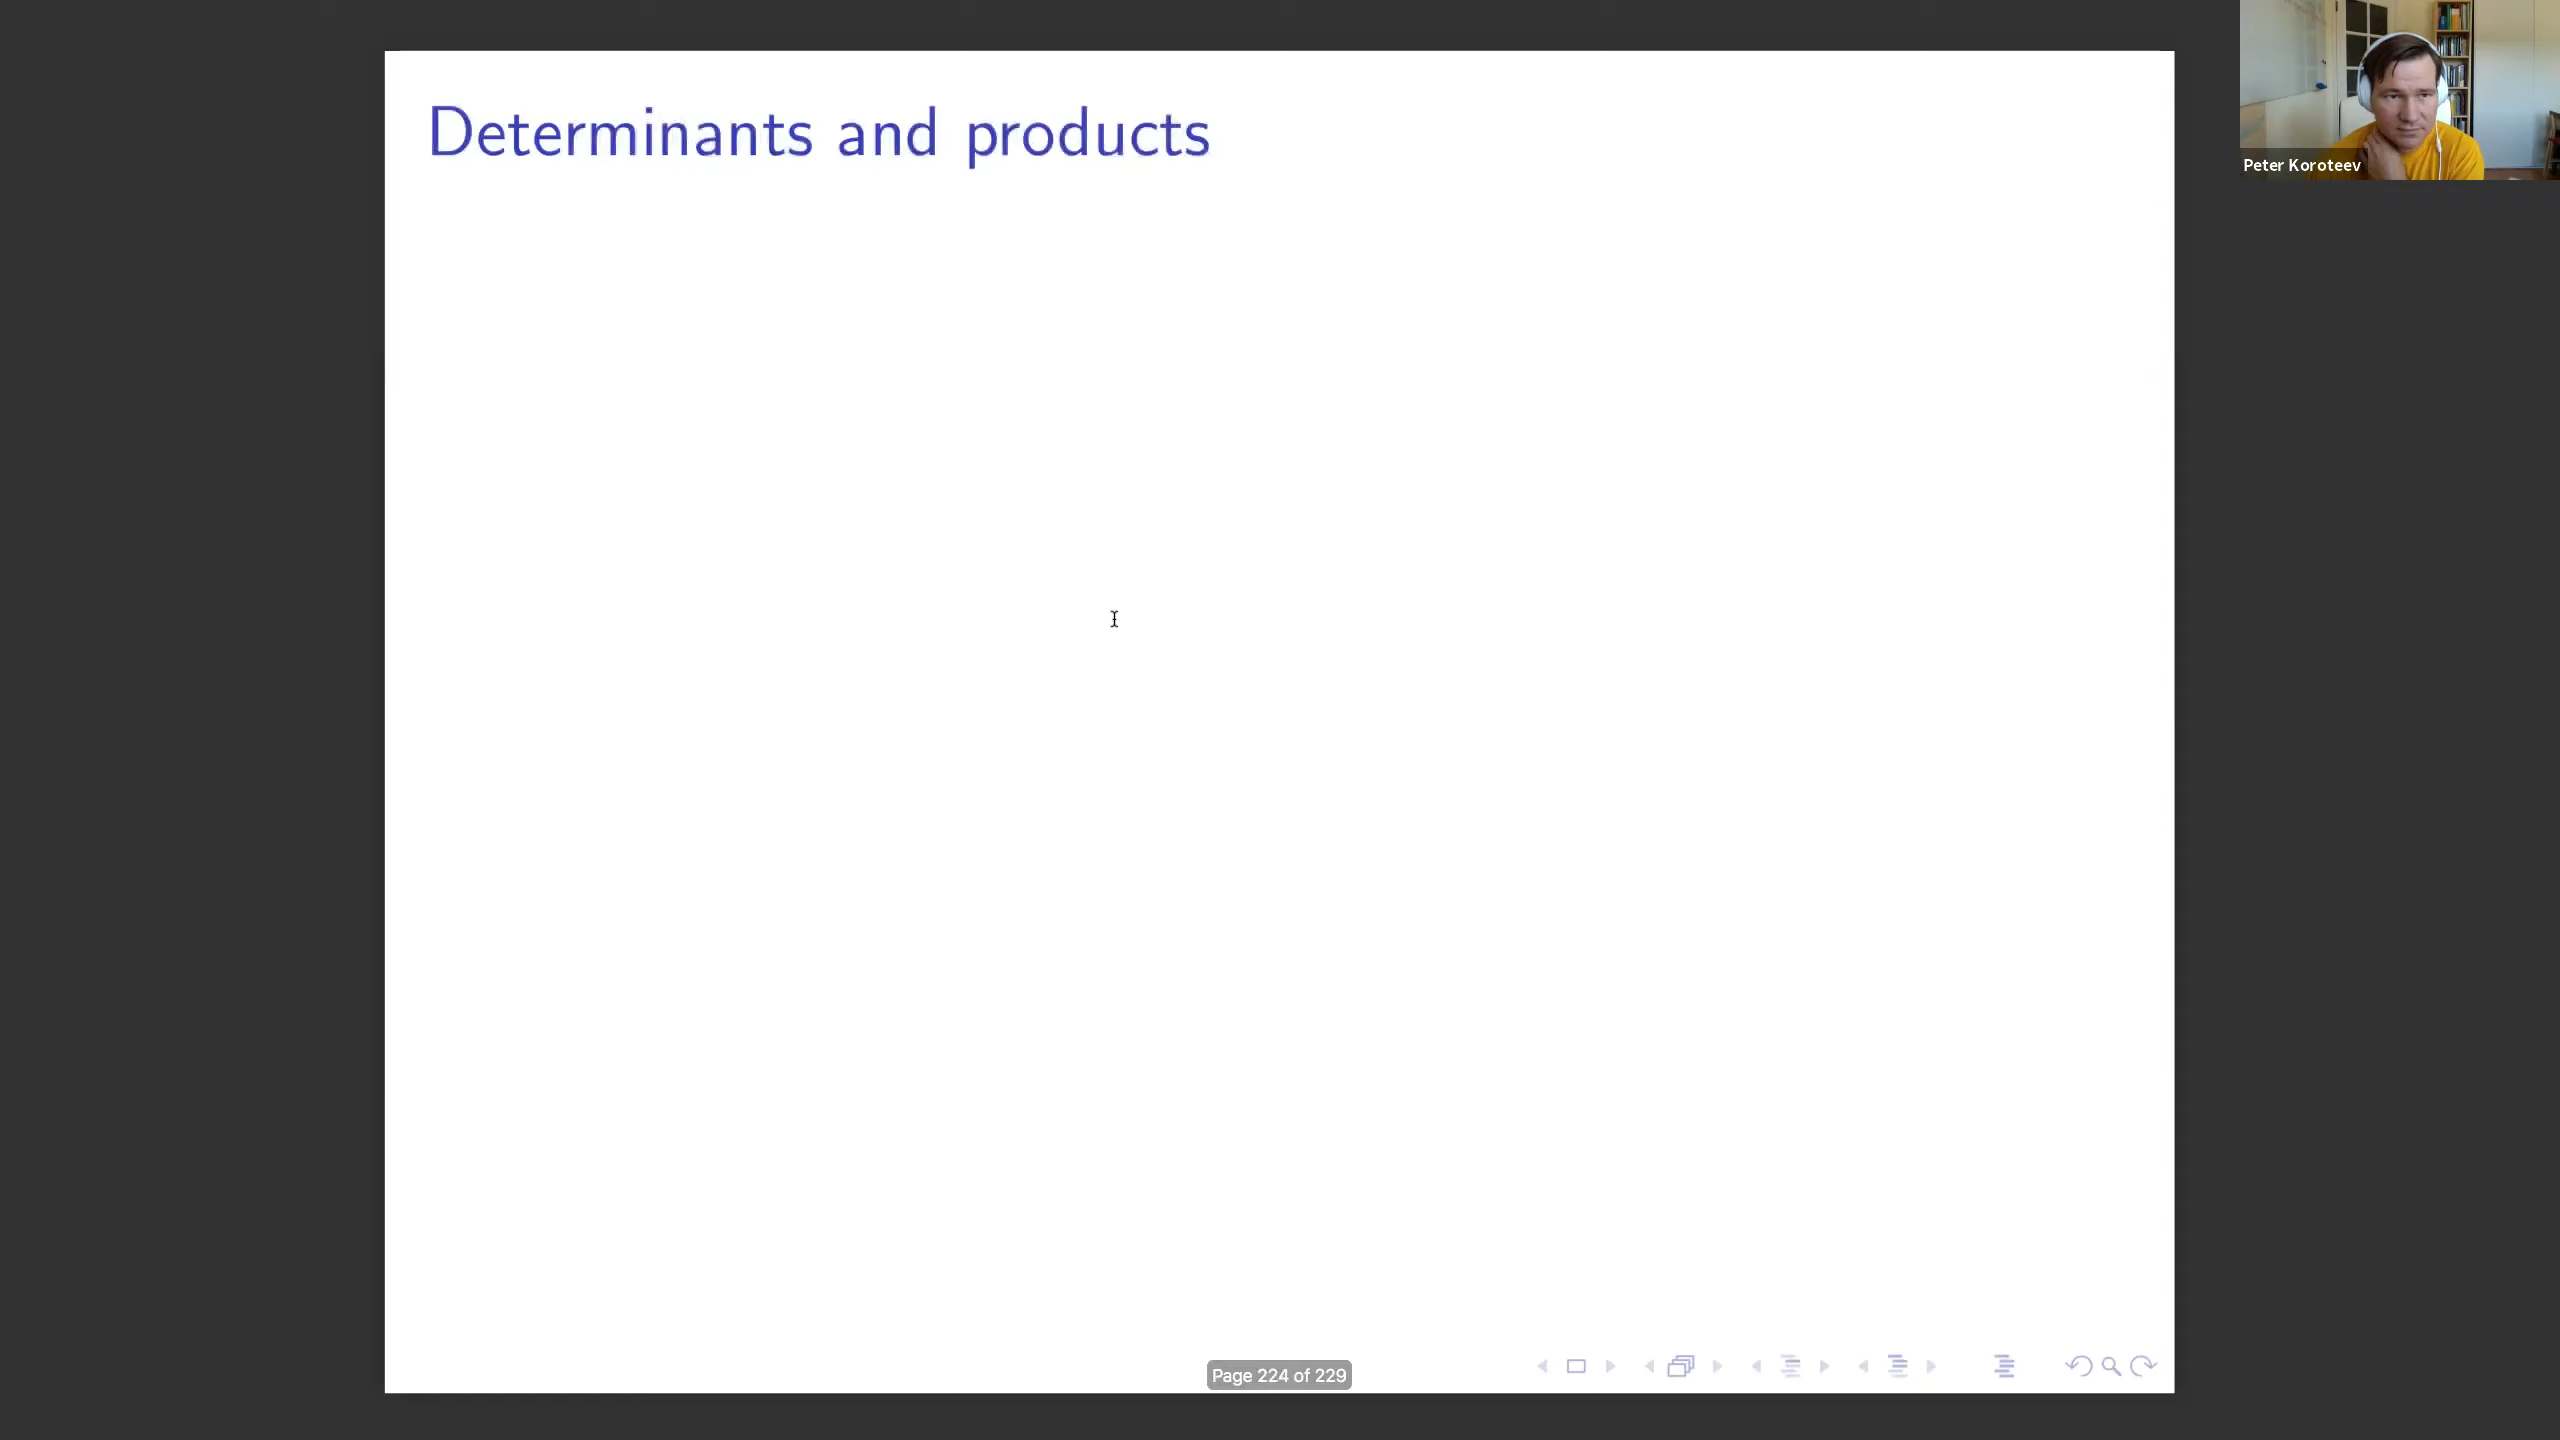 Determinants and products
Peter Koroteev
Page 224 of 229